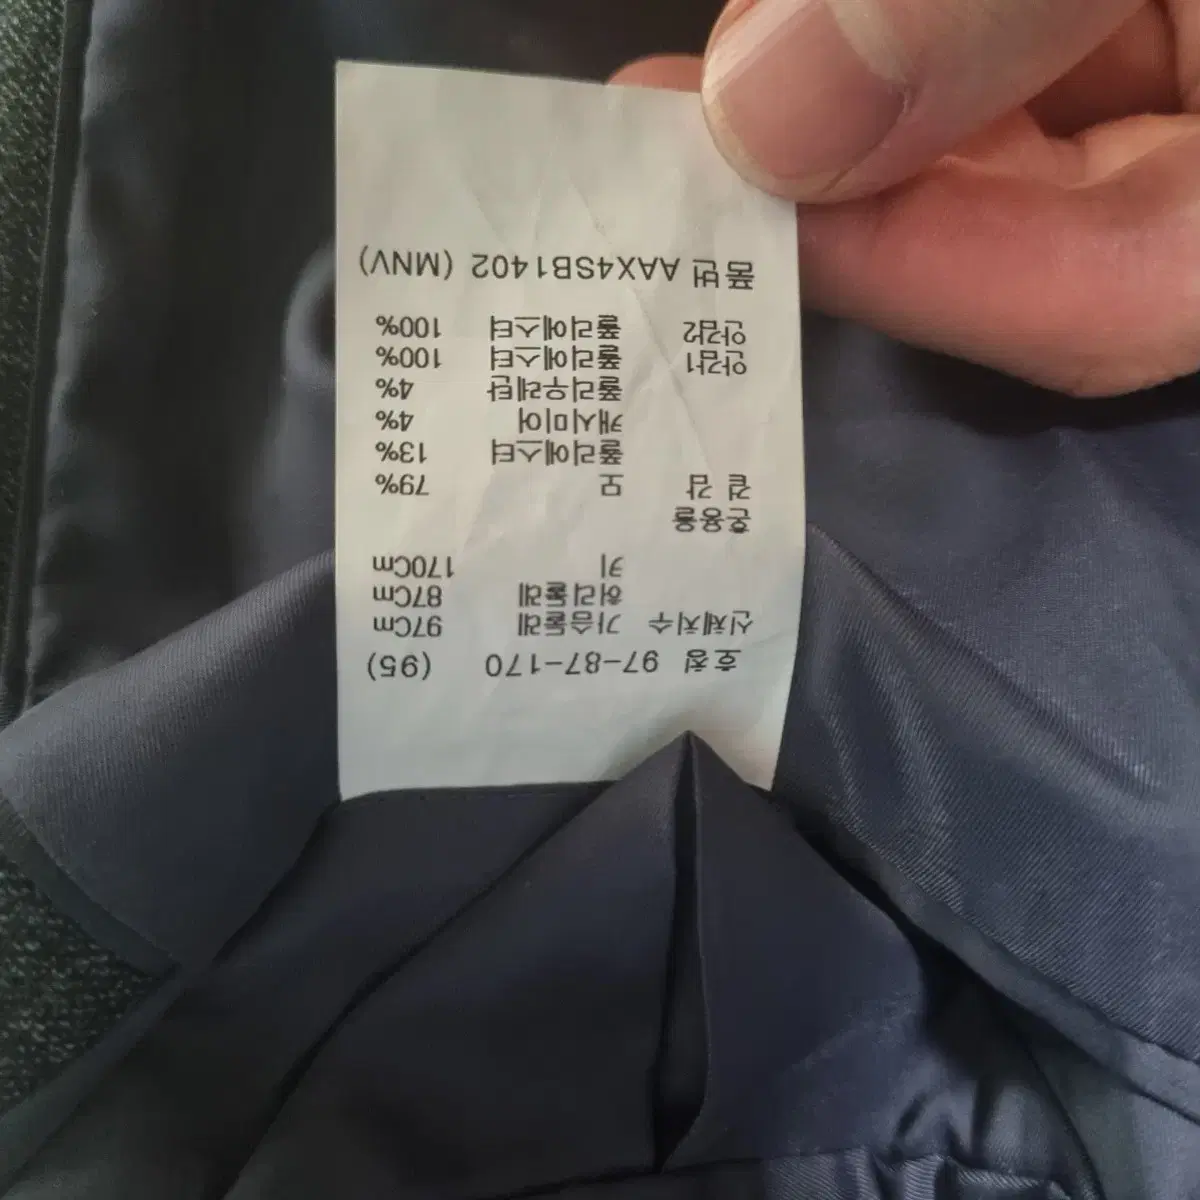 호칭 97-87-170 (95)
신체치수 가슴둘레 97Cm
허리둘레 87Cm
키 170Cm
혼용율
겉감 모 79%
폴리에스터 13%
캐시미어 4%
폴리우레탄 4%
안감1 폴리에스터 100%
안감2 폴리에스터 100%
품번 AAX4SB1402 (MNV)